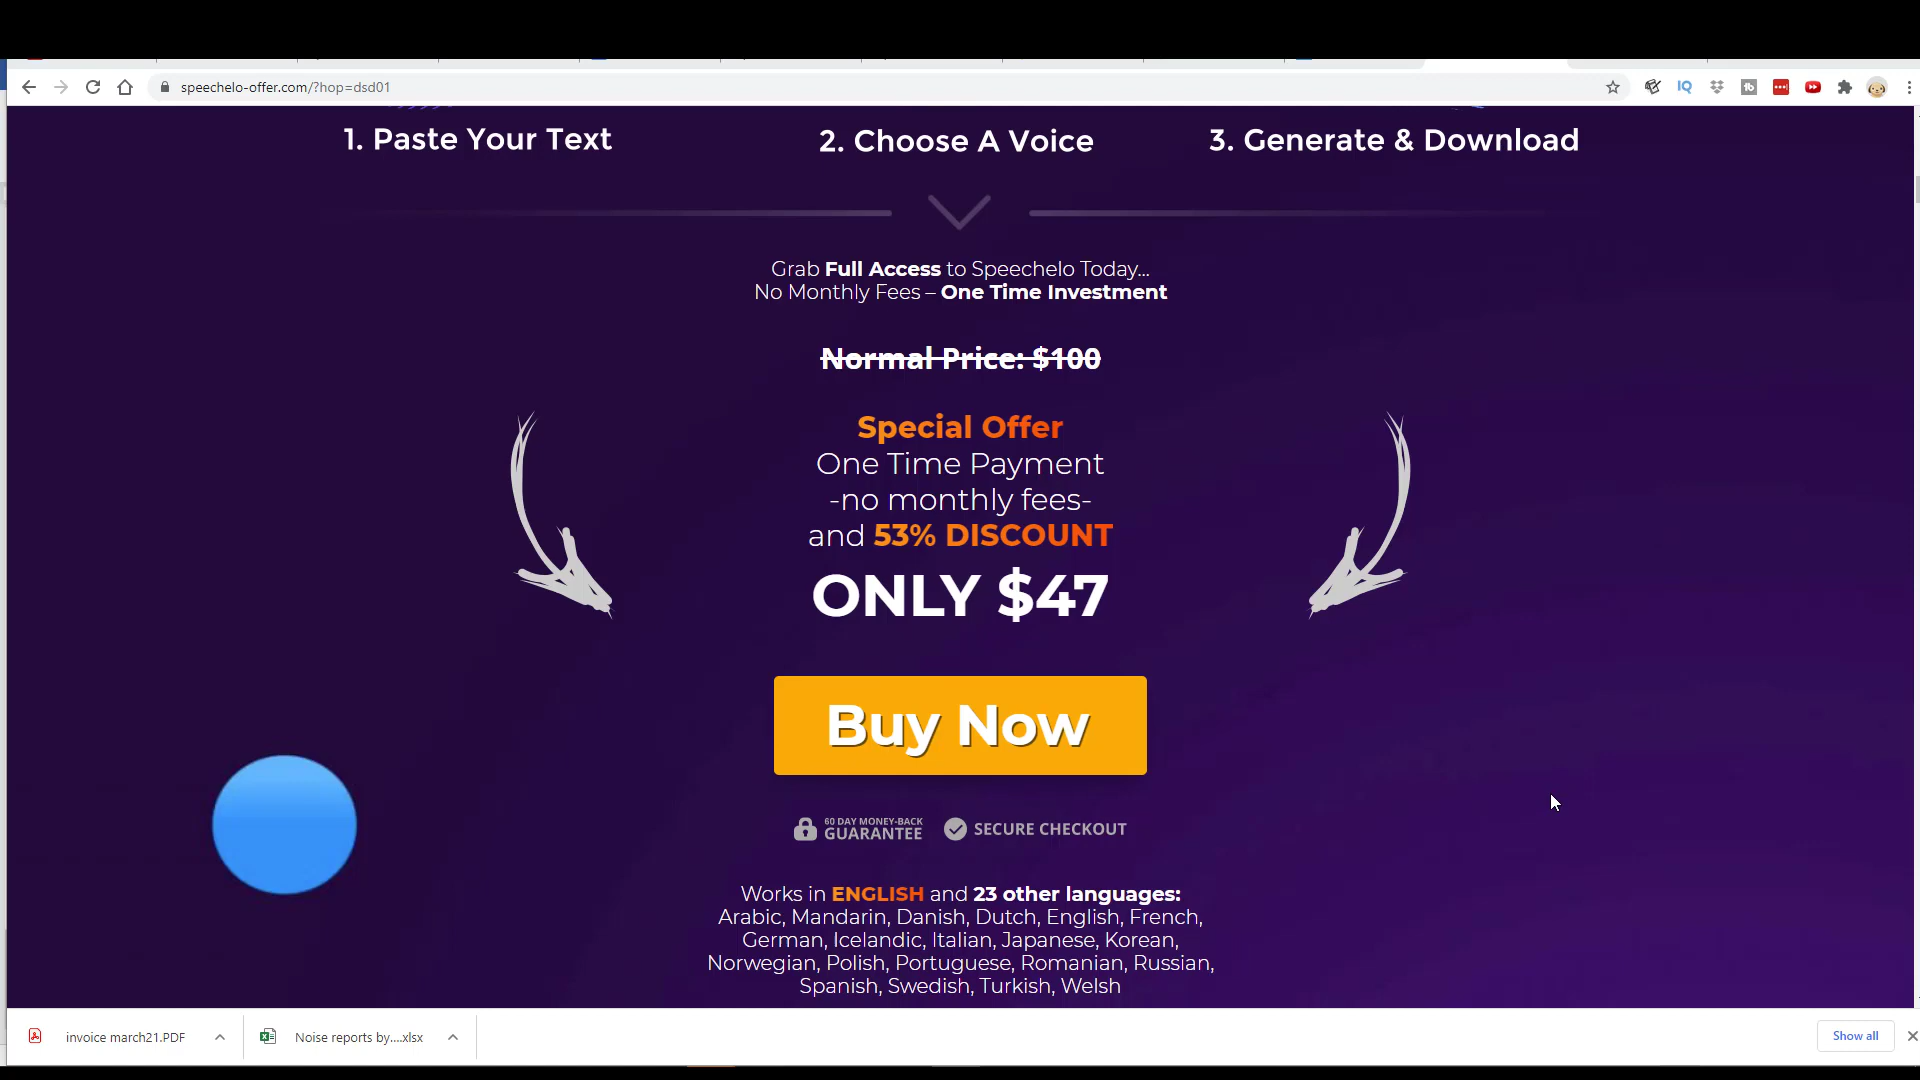 speechelo-offer.com/?hop=dsd01
IQ
1. Paste Your Text
2. Choose A Voice
3. Generate & Download
Grab Full Access to Speechelo Today...
No Monthly Fees – One Time Investment
Normal Price: $100
Special Offer
One Time Payment
-no monthly fees-
and 53% DISCOUNT
ONLY $47
Buy Now
60 DAY MONEY-BACK
GUARANTEE
SECURE CHECKOUT
Works in ENGLISH and 23 other languages:
Arabic, Mandarin, Danish, Dutch, English, French,
German, Icelandic, Italian, Japanese, Korean,
Norwegian, Polish, Portuguese, Romanian, Russian,
Spanish, Swedish, Turkish, Welsh
invoice march21.PDF
Noise reports by....xlsx
Show all